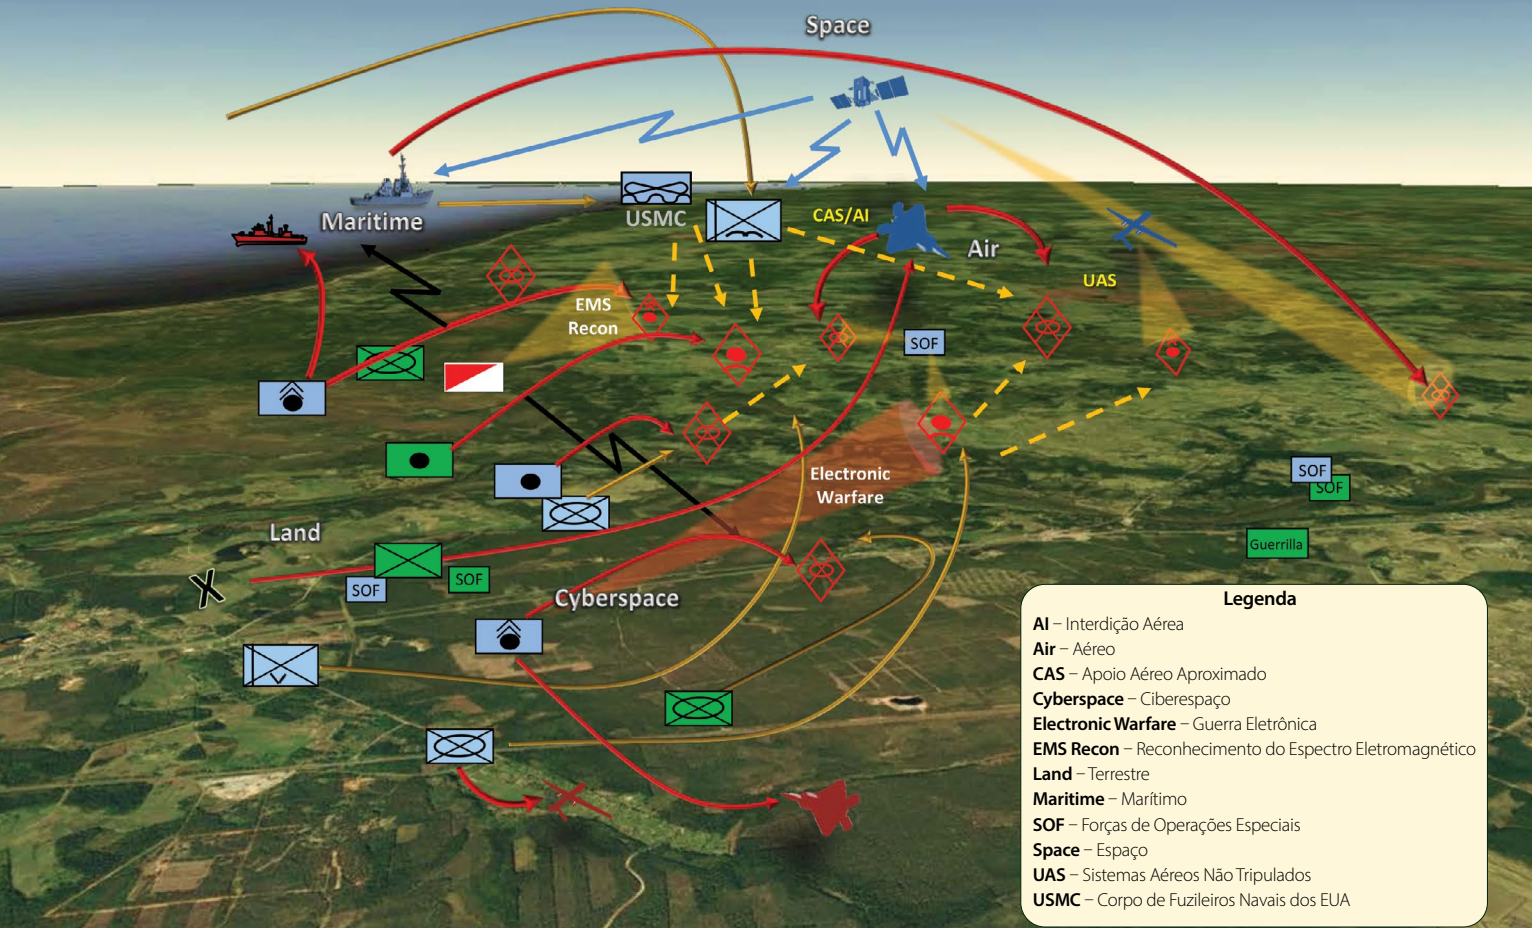 Space
Maritime
USMC
CAS/AI
Air
UAS
EMS
Recon
SOF
Electronic
Warfare
SOF
SOF
Land
Guerrilla
SOF
SOF
Cyberspace
Legenda
AI – Interdição Aérea
Air – Aéreo
CAS – Apoio Aéreo Aproximado
Cyberspace – Ciberespaço
Electronic Warfare – Guerra Eletrônica
EMS Recon – Reconhecimento do Espectro Eletromagnético
Land – Terrestre
Maritime – Marítimo
SOF – Forças de Operações Especiais
Space – Espaço
UAS – Sistemas Aéreos Não Tripulados
USMC – Corpo de Fuzileiros Navais dos EUA